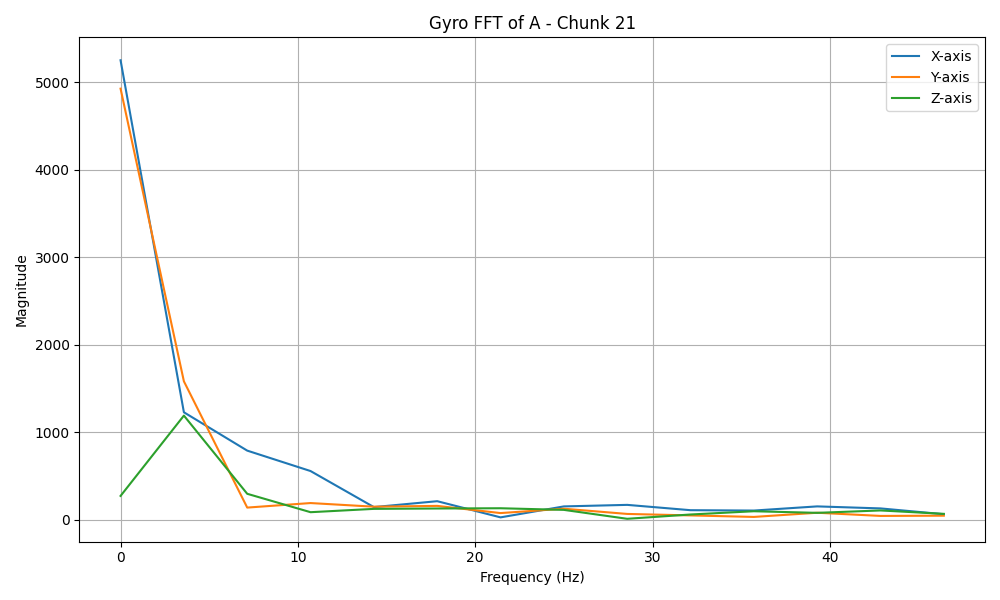 Gyro FFT of A - Chunk 21
X-axis
Y-axis
Z-axis
Magnitude
5000
4000
3000
2000
1000
0
0 10 20 30 40
Frequency (Hz)